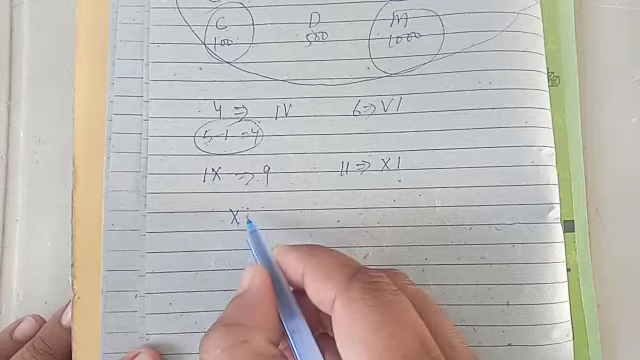 C D M
100 500 1000
4 ⇒ IV 6 ⇒ VI
5-1=4
IX ⇒ 9 11 ⇒ XI
X